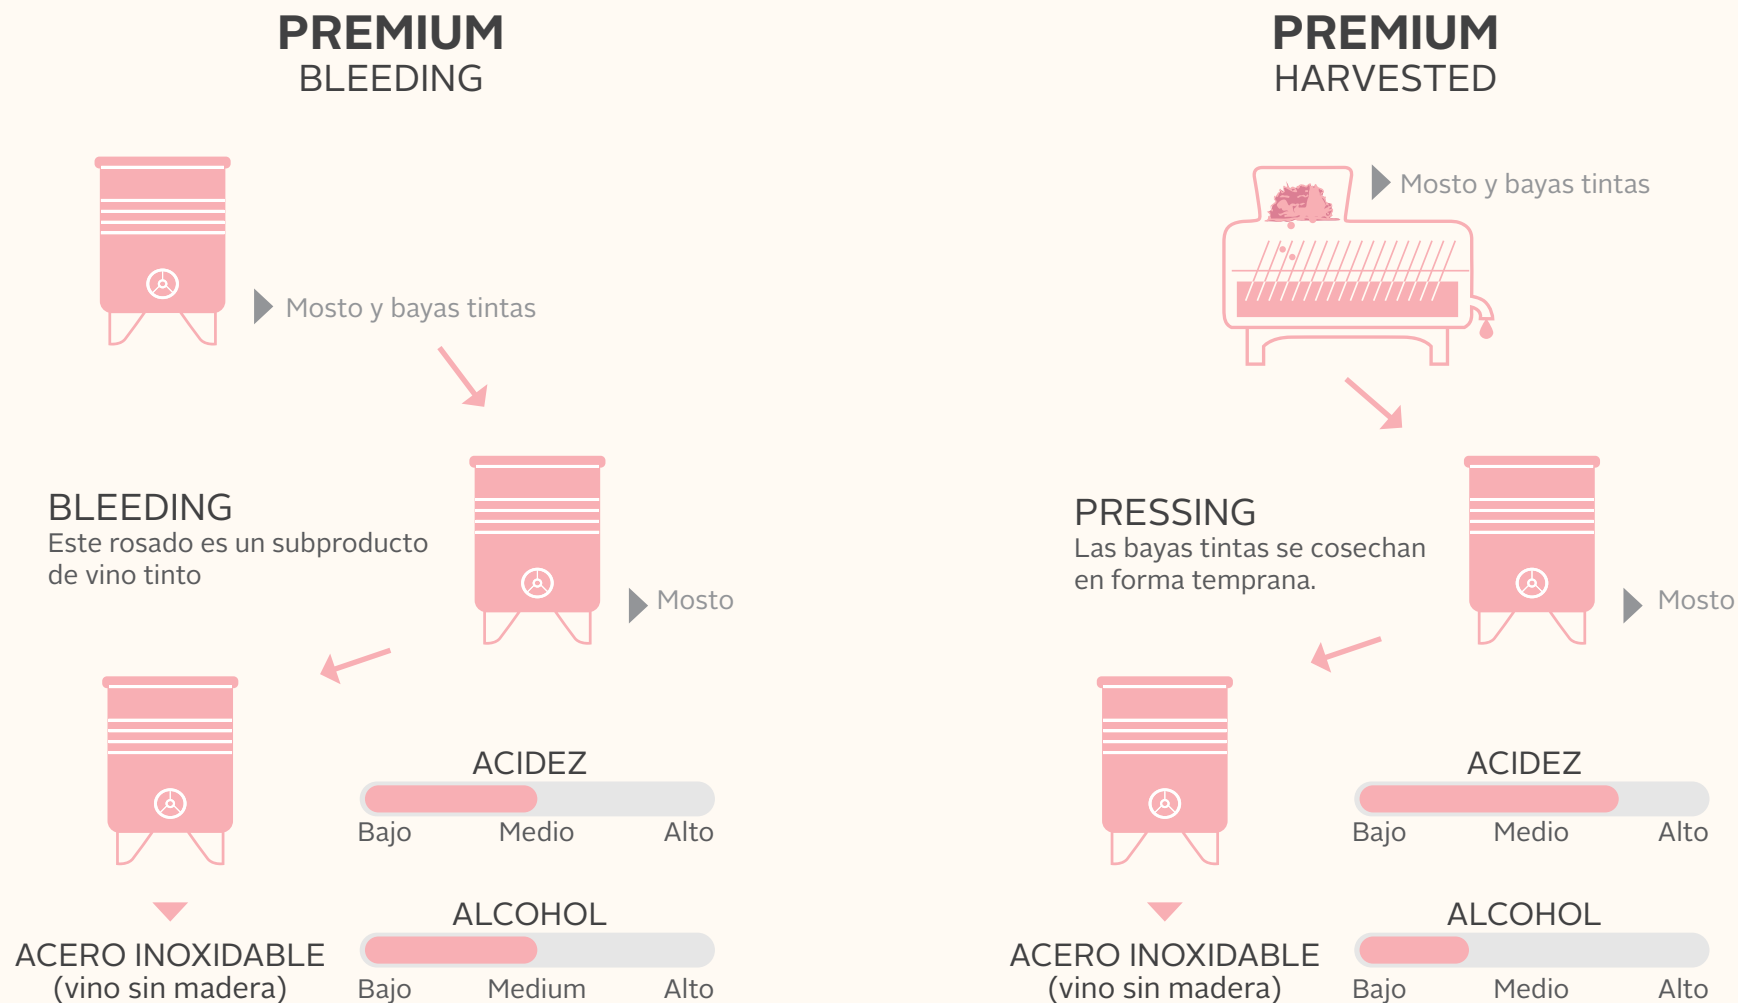 PREMIUM
BLEEDING
Mosto y bayas tintas
BLEEDING
Este rosado es un subproducto
de vino tinto
Mosto
ACIDEZ
Bajo Medio Alto
ALCOHOL
Bajo Medium Alto
ACERO INOXIDABLE
(vino sin madera)
PREMIUM
HARVESTED
Mosto y bayas tintas
PRESSING
Las bayas tintas se cosechan
en forma temprana.
Mosto
ACIDEZ
Bajo Medio Alto
ALCOHOL
Bajo Medio Alto
ACERO INOXIDABLE
(vino sin madera)